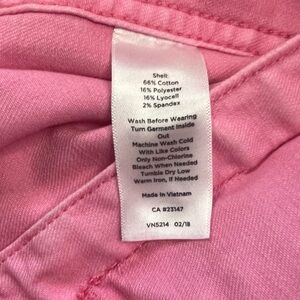 Shell:
66% Cotton
16% Polyester
16% Lyocell
2% Spandex
Wash Before Wearing
Turn Garment Inside
Out
Machine Wash Cold
With Like Colors
Only Non-Chlorine
Bleach When Needed
Tumble Dry Low
Warm Iron, If Needed
Made In Vietnam
CA #23147
VN5214 02/18